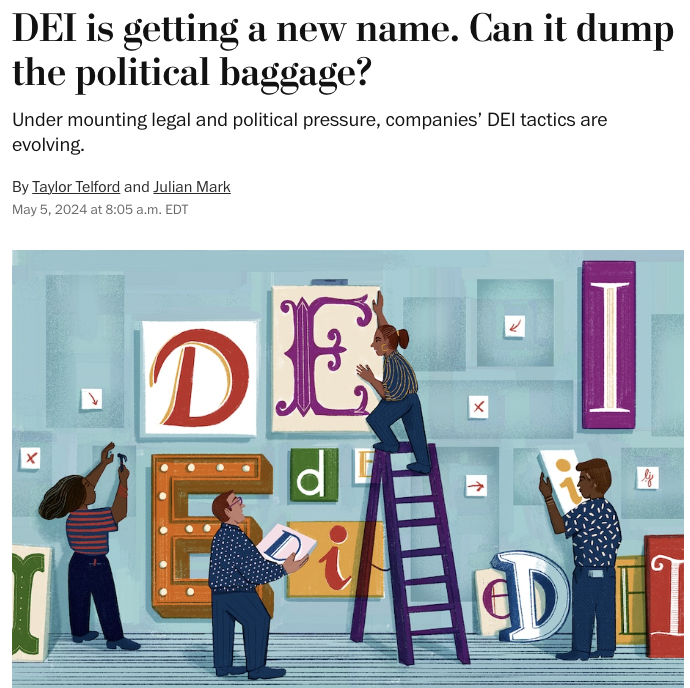 DEI is getting a new name. Can it dump
the political baggage?
Under mounting legal and political pressure, companies’ DEI tactics are
evolving.
By Taylor Telford and Julian Mark
May 5, 2024 at 8:05 a.m. EDT
D E I
d E
i
E D i
e D E I
I